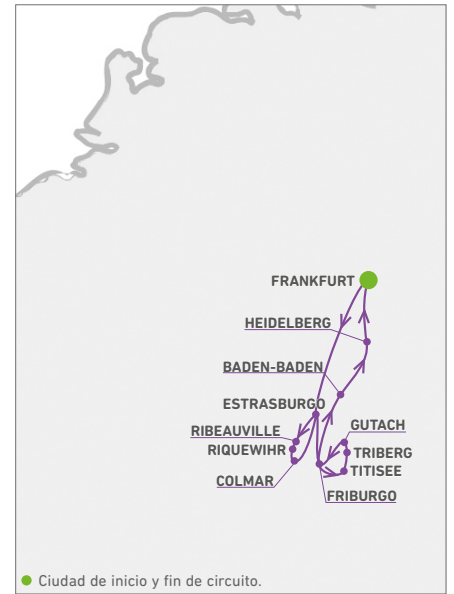 FRANKFURT
HEIDELBERG
BADEN-BADEN
ESTRASBURGO
GUTACH
RIBEAUVILLE
RIQUEWIHR
TRIBERG
TITISEE
COLMAR
FRIBURGO
Ciudad de inicio y fin de circuito.